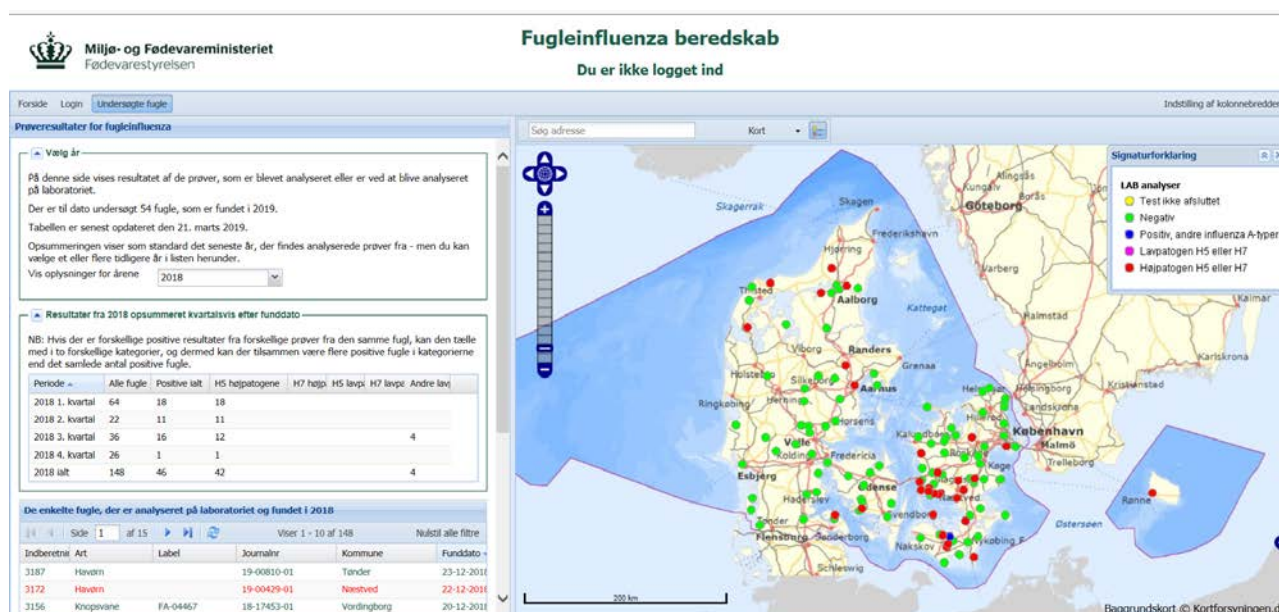 Miljø- og Fødevareministeriet
Fødevarestyrelsen
Fugleinfluenza beredskab
Du er ikke logget ind
Forside Login Undersøgte fugle
Indstilling af kolonnebredder
Prøveresultater for fugleinfluenza
Vælg år
På denne side vises resultatet af de prøver, som er blevet analyseret eller er ved at blive analyseret
på laboratoriet.
Der er til dato undersøgt 54 fugle, som er fundet i 2019.
Tabellen er senest opdateret den 21. marts 2019.
Opsummeringen viser som standard det seneste år, der findes analyserede prøver fra - men du kan
vælge et eller flere tidligere år i listen herunder.
Vis oplysninger for årene 2018
Resultater fra 2018 opsummeret kvartalsvis efter funddato
NB: Hvis der er forskellige positive resultater fra forskellige prøver fra den samme fugl, kan den tælle
med i to forskellige kategorier, og dermed kan der tilsammen være flere positive fugle i kategorierne
end det samlede antal positive fugle.
Periode Alle fugle Positive ialt H5 højpatogene H7 højp H5 lavpa H7 lavpa Andre lav
2018 1. kvartal 64 18 18
2018 2. kvartal 22 11 11
2018 3. kvartal 36 16 12 4
2018 4. kvartal 26 1 1
2018 ialt 148 46 42 4
De enkelte fugle, der er analyseret på laboratoriet og fundet i 2018
Side 1 af 15 Viser 1 - 10 af 148 Nulstil alle filtre
Indberetni Art Label Journalnr Kommune Funddato
3187 Havørn 19-00810-01 Tønder 23-12-2018
3172 Havørn 19-00429-01 Næstved 22-12-2018
3156 Knopsvane FA-04467 18-17453-01 Vordingborg 20-12-2018
Søg adresse Kort
Signaturforklaring
LAB analyser
Test ikke afsluttet
Negativ
Positiv, andre influenza A-typer
Lavpatogen H5 eller H7
Højpatogen H5 eller H7
Alingsås
Kungälv
Borås
Göteborg
Skagerrak
Skagen
Frederikshavn
Hjørring
Varberg
Thisted
Aalborg
Kattegat
Kalmar
Halmstad
Viborg
Randers
Grenaa
Ängelholm
Karlskrona
Holstebro
Silkeborg
Aarhus
Helsingør
Helsingborg
Kristianstad
Herning
Ringkøbing
Landskrona
Horsens
Hillerød
København
Kalundborg
Malmö
Vejle
Roskilde
Trelleborg
Kolding
Fredericia
Køge
Esbjerg
Odense
Næstved
Rønne
Haderslev
Svendborg
Østersøen
Tønder
Flensburg
Sønderborg
Nakskov
Nykøbing F
Schleswig
200 km
Baggrundskort © Kortforsyningen.d